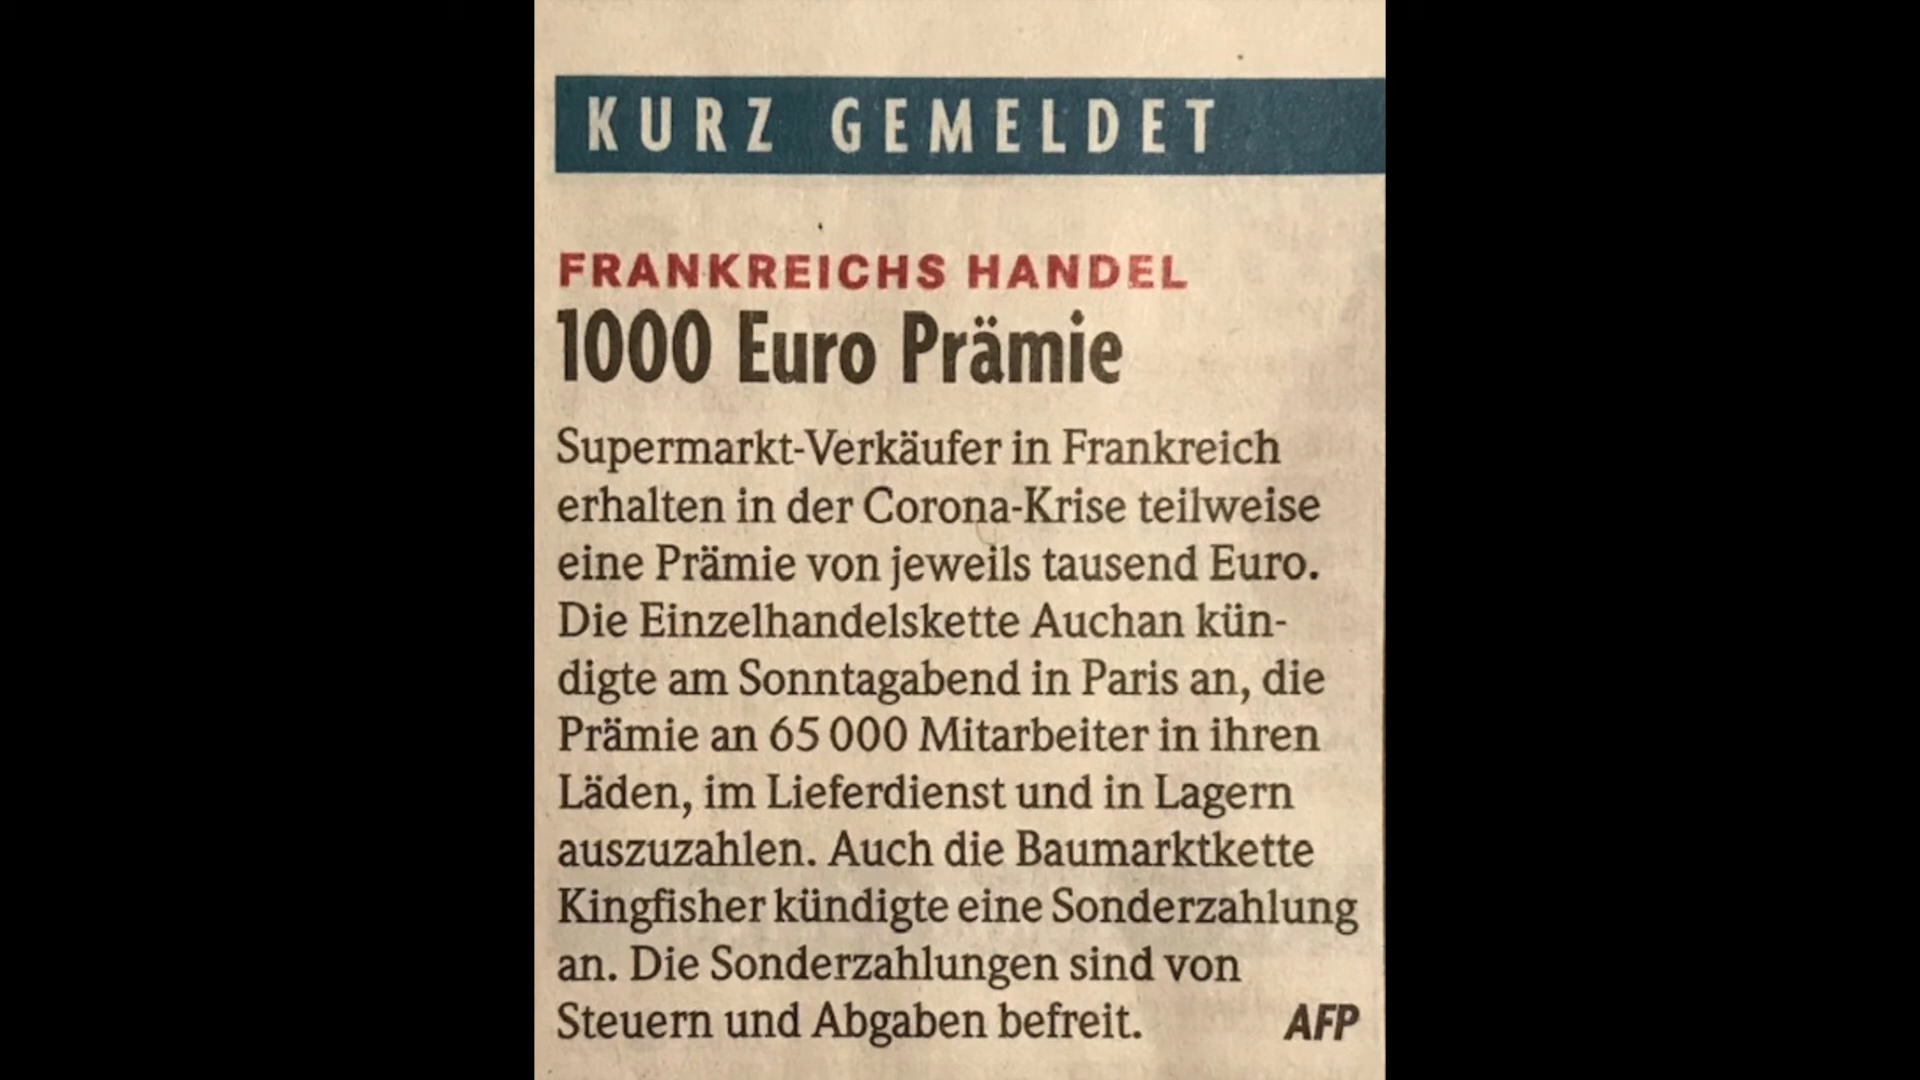 KURZ GEMELDET
FRANKREICHS HANDEL
1000 Euro Prämie
Supermarkt-Verkäufer in Frankreich
erhalten in der Corona-Krise teilweise
eine Prämie von jeweils tausend Euro.
Die Einzelhandelskette Auchan kün-
digte am Sonntagabend in Paris an, die
Prämie an 65 000 Mitarbeiter in ihren
Läden, im Lieferdienst und in Lagern
auszuzahlen. Auch die Baumarktkette
Kingfisher kündigte eine Sonderzahlung
an. Die Sonderzahlungen sind von
Steuern und Abgaben befreit. AFP